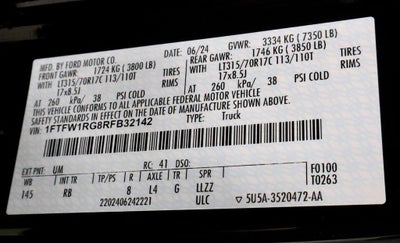 MFD. BY FORD MOTOR CO.
DATE: 06/24 GVWR: 3334 KG (7350 LB)
FRONT GAWR: 1724 KG (3800 LB) REAR GAWR: 1746 KG (3850 LB)
WITH LT315/70R17C 113/110T TIRES WITH LT315/70R17C 113/110T TIRES
17x8.5J RIMS 17x8.5J RIMS
AT 260 kPa/ 38 PSI COLD AT 260 kPa/ 38 PSI COLD
THIS VEHICLE CONFORMS TO ALL APPLICABLE FEDERAL MOTOR VEHICLE
SAFETY STANDARDS IN EFFECT ON THE DATE OF MANUFACTURE SHOWN ABOVE.
1FTFW1RG8RFB32142 TYPE: Truck
EXT PNT: UM RC: 41 DSO: F0100
WB INT TR TP/PS R AXLE TR SPR T0263
145 RB 8 L4 G LLZZ
2202406242221 ULC ▽ 5U5A-3520472-AA